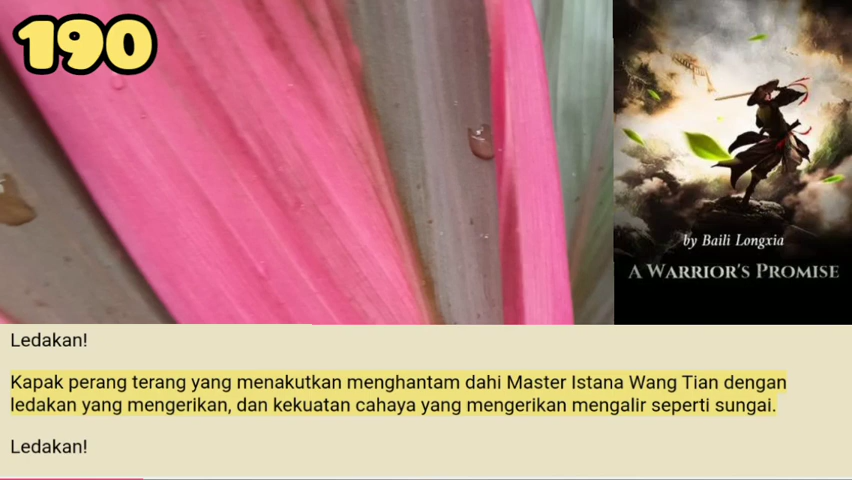 190
by Baili Longxia
A WARRIOR'S PROMISE
Ledakan!
Kapak perang terang yang menakutkan menghantam dahi Master Istana Wang Tian dengan
ledakan yang mengerikan, dan kekuatan cahaya yang mengerikan mengalir seperti sungai.
Ledakan!